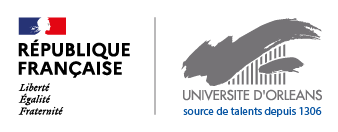 RÉPUBLIQUE
FRANÇAISE
Liberté
Égalité
Fraternité
UNIVERSITE D'ORLEANS
source de talents depuis 1306